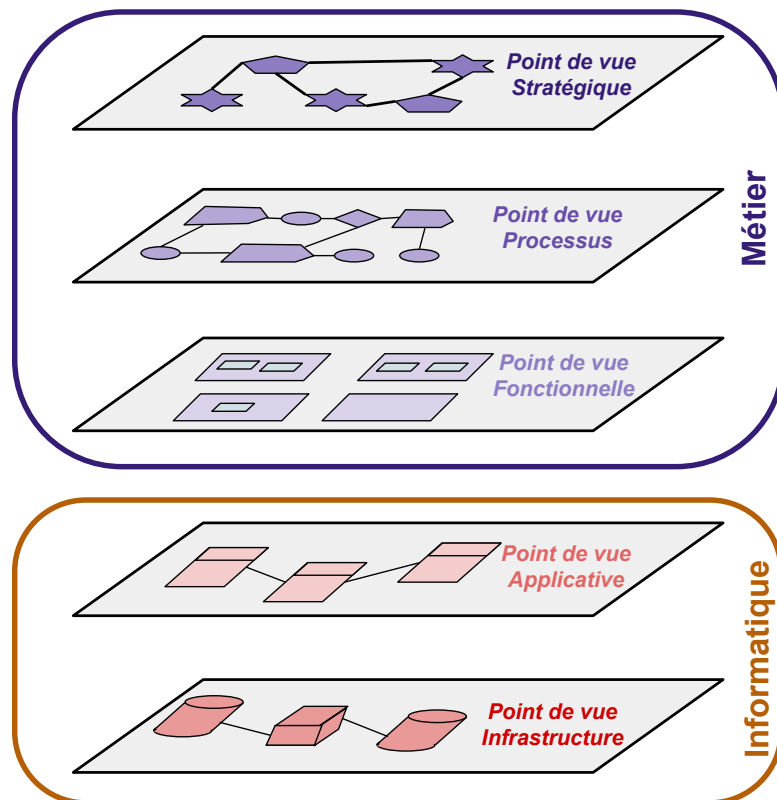 Point de vue
Stratégique
Point de vue
Processus
Métier
Point de vue
Fonctionnelle
Point de vue
Applicative
Informatique
Point de vue
Infrastructure